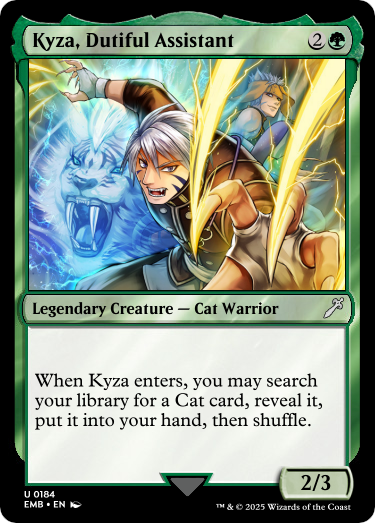 Kyza, Dutiful Assistant 2
Legendary Creature — Cat Warrior
When Kyza enters, you may search
your library for a Cat card, reveal it,
put it into your hand, then shuffle.
2/3
U 0184
EMB • EN
™ & © 2025 Wizards of the Coast